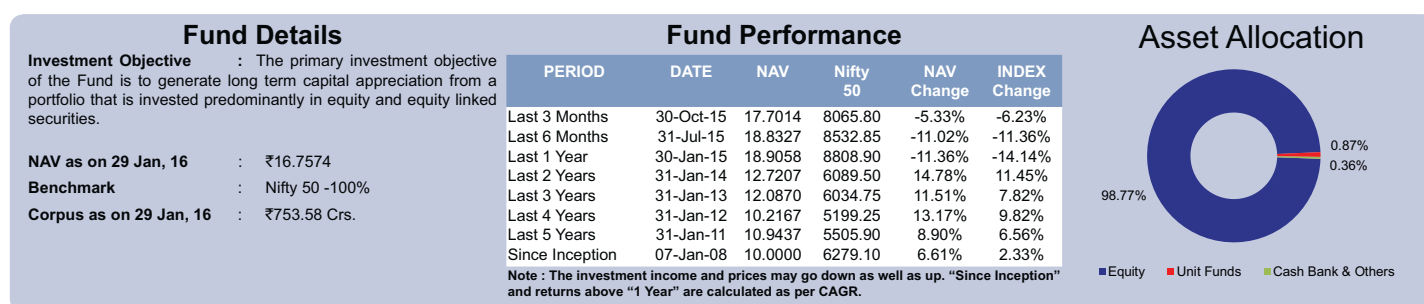 Fund Details
Investment Objective : The primary investment objective
of the Fund is to generate long term capital appreciation from a
portfolio that is invested predominantly in equity and equity linked
securities.
NAV as on 29 Jan, 16 : ₹16.7574
Benchmark : Nifty 50 -100%
Corpus as on 29 Jan, 16 : ₹753.58 Crs.
Fund Performance
PERIOD DATE NAV Nifty 50 NAV Change INDEX Change
Last 3 Months 30-Oct-15 17.7014 8065.80 -5.33% -6.23%
Last 6 Months 31-Jul-15 18.8327 8532.85 -11.02% -11.36%
Last 1 Year 30-Jan-15 18.9058 8808.90 -11.36% -14.14%
Last 2 Years 31-Jan-14 12.7207 6089.50 14.78% 11.45%
Last 3 Years 31-Jan-13 12.0870 6034.75 11.51% 7.82%
Last 4 Years 31-Jan-12 10.2167 5199.25 13.17% 9.82%
Last 5 Years 31-Jan-11 10.9437 5505.90 8.90% 6.56%
Since Inception 07-Jan-08 10.0000 6279.10 6.61% 2.33%
Note : The investment income and prices may go down as well as up. “Since Inception”
and returns above “1 Year” are calculated as per CAGR.
Asset Allocation
0.87%
0.36%
98.77%
Equity Unit Funds Cash Bank & Others